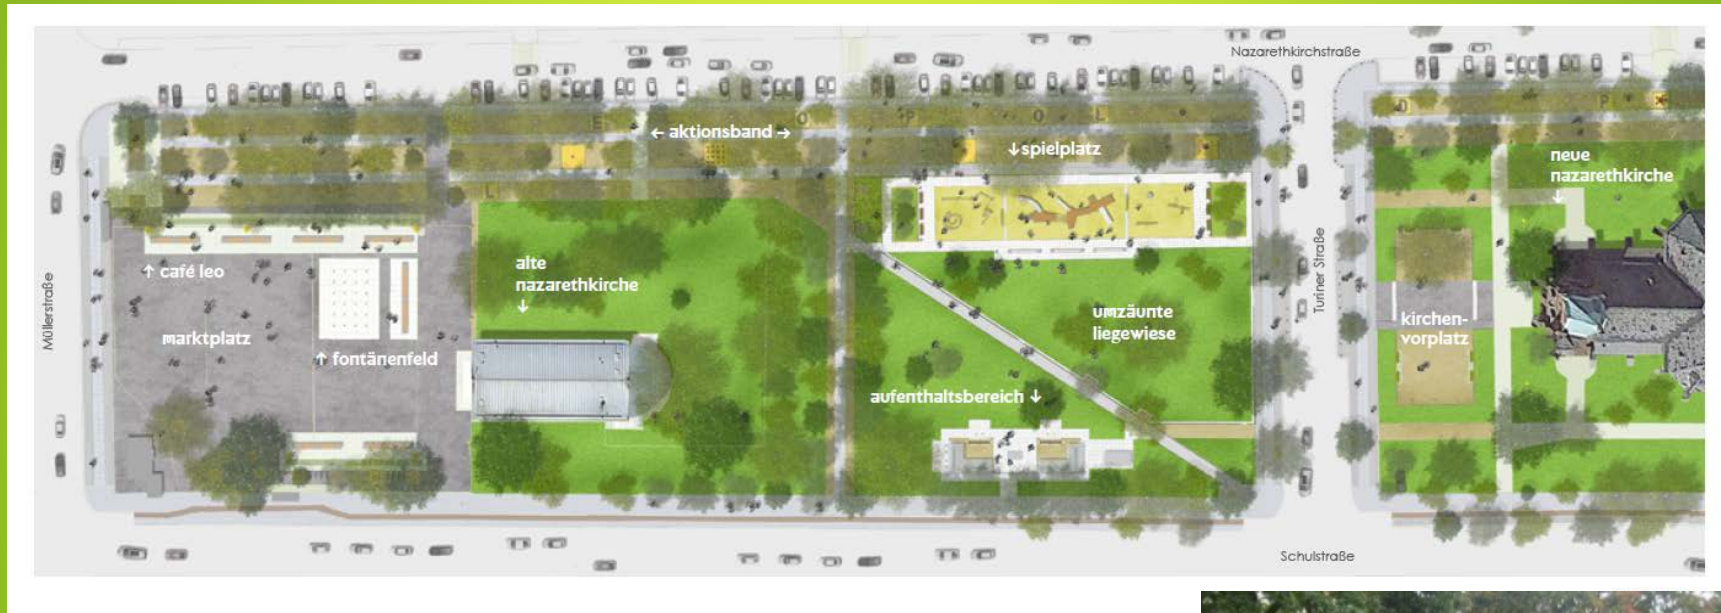 Nazarethkirchstraße
← aktionsband →
↓spielplatz
neue
nazarethkirche
↓
↑ café leo
alte
nazarethkirche
↓
Müllerstraße
Turiner Straße
marktplatz
↑ fontänenfeld
umzäunte
liegewiese
kirchen-
vorplatz
aufenthaltsbereich ↓
Schulstraße
L E O P O L D P